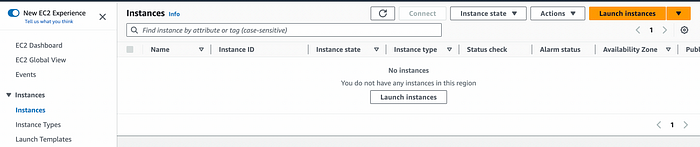 New EC2 Experience
Tell us what you think
EC2 Dashboard
EC2 Global View
Events
Instances
Instances
Instance Types
Launch Templates
Instances Info
Connect
Instance state
Actions
Launch instances
Find instance by attribute or tag (case-sensitive)
1
Name Instance ID Instance state Instance type Status check Alarm status Availability Zone Publ
No instances
You do not have any instances in this region
Launch instances
1